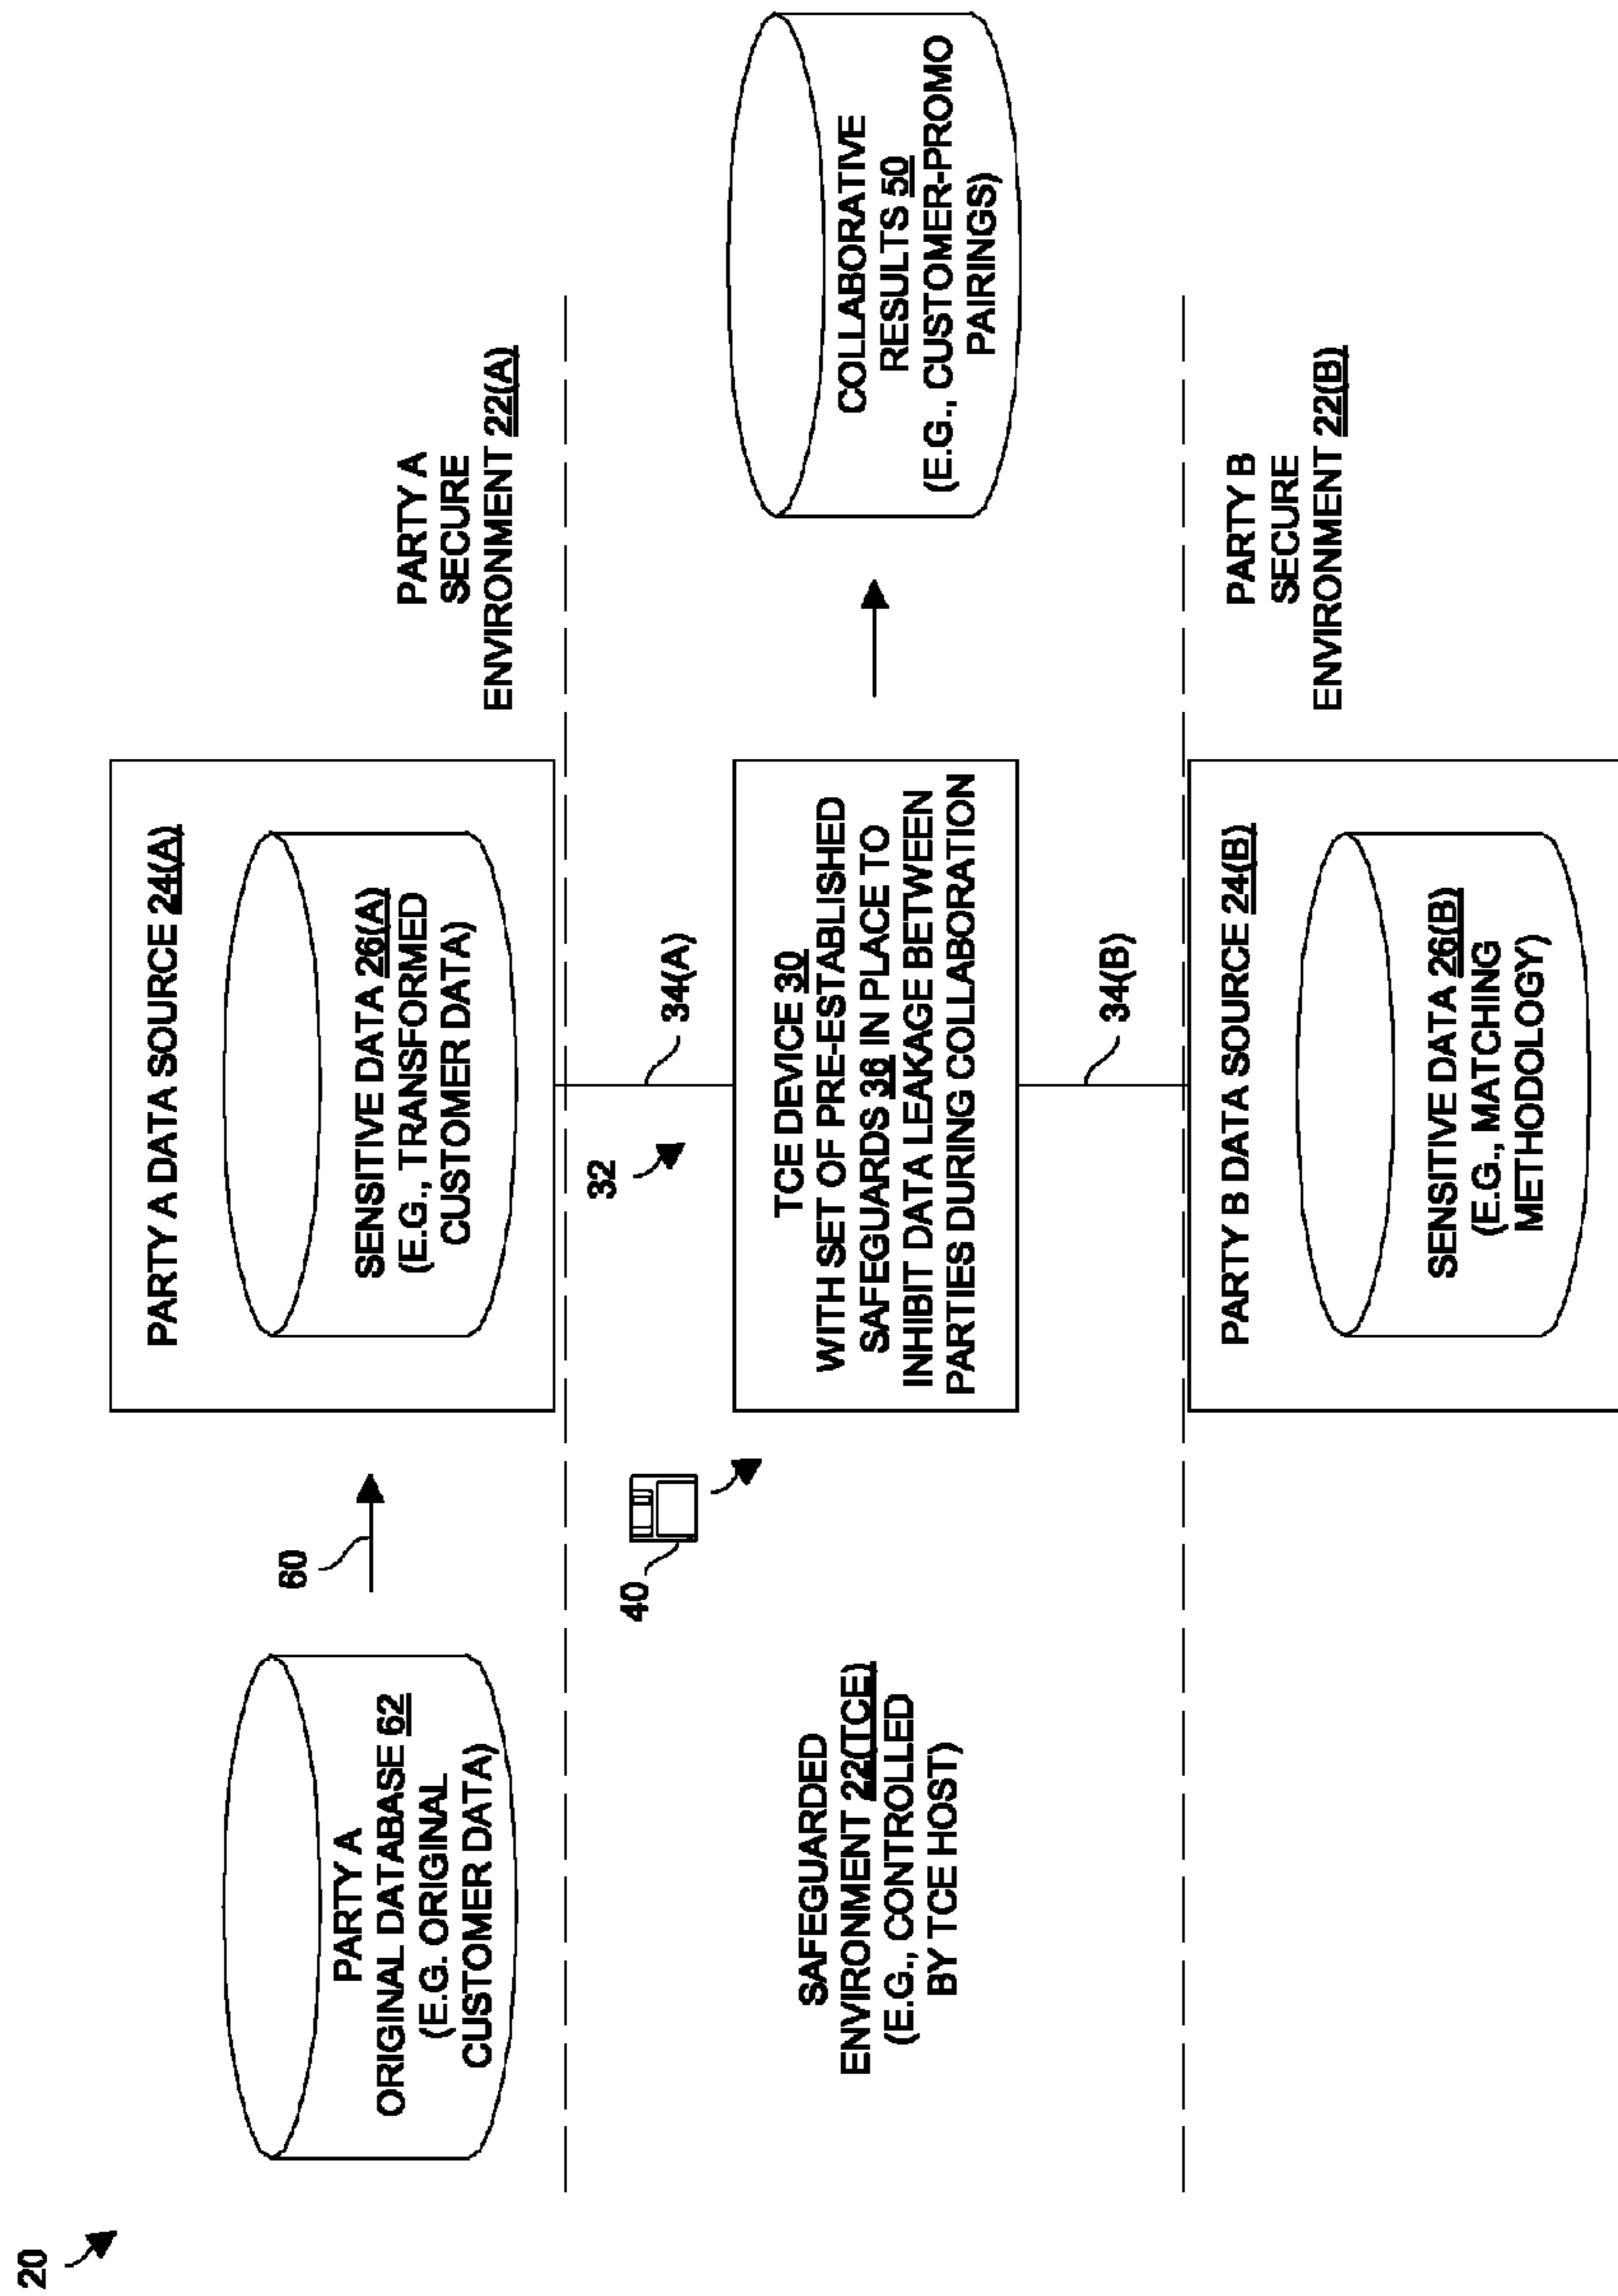 20
PARTY A
ORIGINAL DATABASE 62
(E.G. ORIGINAL
CUSTOMER DATA)
60
PARTY A DATA SOURCE 24(A)
SENSITIVE DATA 26(A)
(E.G., TRANSFORMED
CUSTOMER DATA)
PARTY A
SECURE
ENVIRONMENT 22(A)
32
34(A)
40
SAFEGUARDED
ENVIRONMENT 22(TCE)
(E.G., CONTROLLED
BY TCE HOST)
TCE DEVICE 30
WITH SET OF PRE-ESTABLISHED
SAFEGUARDS 36 IN PLACE TO
INHIBIT DATA LEAKAGE BETWEEN
PARTIES DURING COLLABORATION
COLLABORATIVE
RESULTS 50
(E.G., CUSTOMER-PROMO
PAIRINGS)
34(B)
PARTY B DATA SOURCE 24(B)
SENSITIVE DATA 26(B)
(E.G., MATCHING
METHODOLOGY)
PARTY B
SECURE
ENVIRONMENT 22(B)